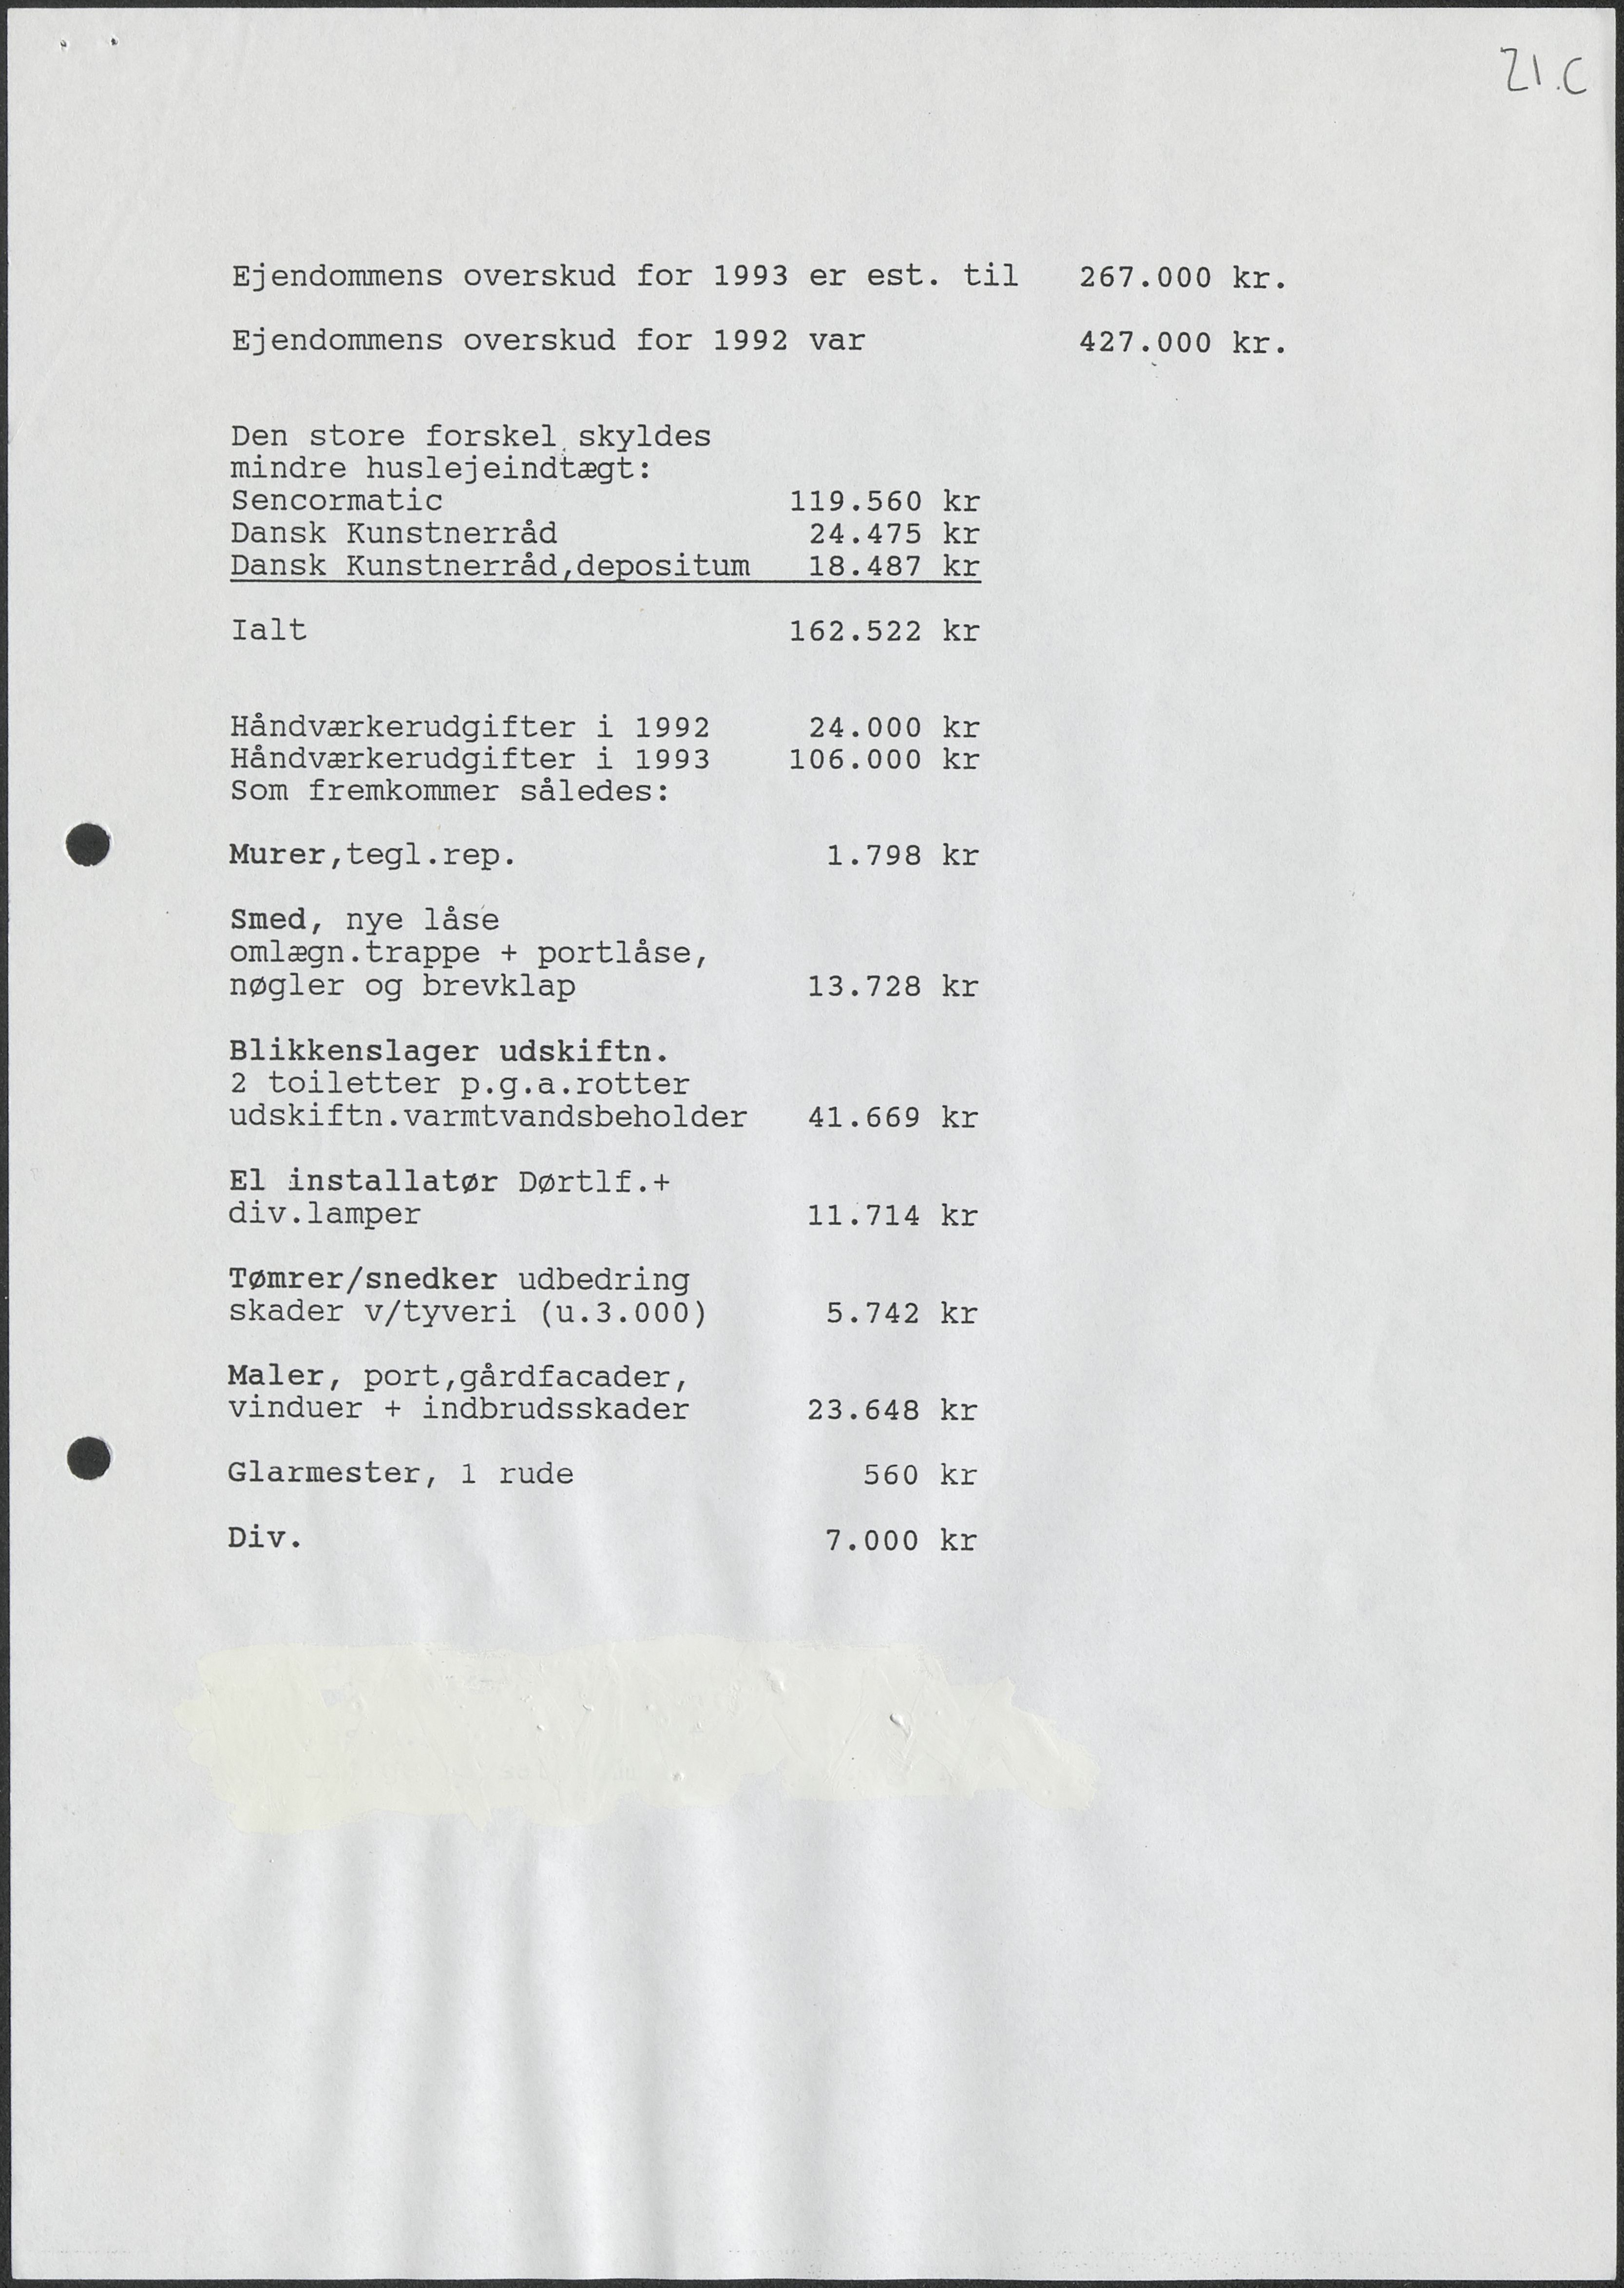 21.C
Ejendommens overskud for 1993 er est. til 267.000 kr.
Ejendommens overskud for 1992 var 427.000 kr.
Den store forskel skyldes
mindre huslejeindtægt:
Sencormatic 119.560 kr
Dansk Kunstnerråd 24.475 kr
Dansk Kunstnerråd,depositum 18.487 kr
Ialt 162.522 kr
Håndværkerudgifter i 1992 24.000 kr
Håndværkerudgifter i 1993 106.000 kr
Som fremkommer således:
Murer,tegl.rep. 1.798 kr
Smed, nye låse
omlægn.trappe + portlåse,
nøgler og brevklap 13.728 kr
Blikkenslager udskiftn.
2 toiletter p.g.a.rotter
udskiftn.varmtvandsbeholder 41.669 kr
El installatør Dørtlf.+
div.lamper 11.714 kr
Tømrer/snedker udbedring
skader v/tyveri (u.3.000) 5.742 kr
Maler, port,gårdfacader,
vinduer + indbrudsskader 23.648 kr
Glarmester, 1 rude 560 kr
Div. 7.000 kr